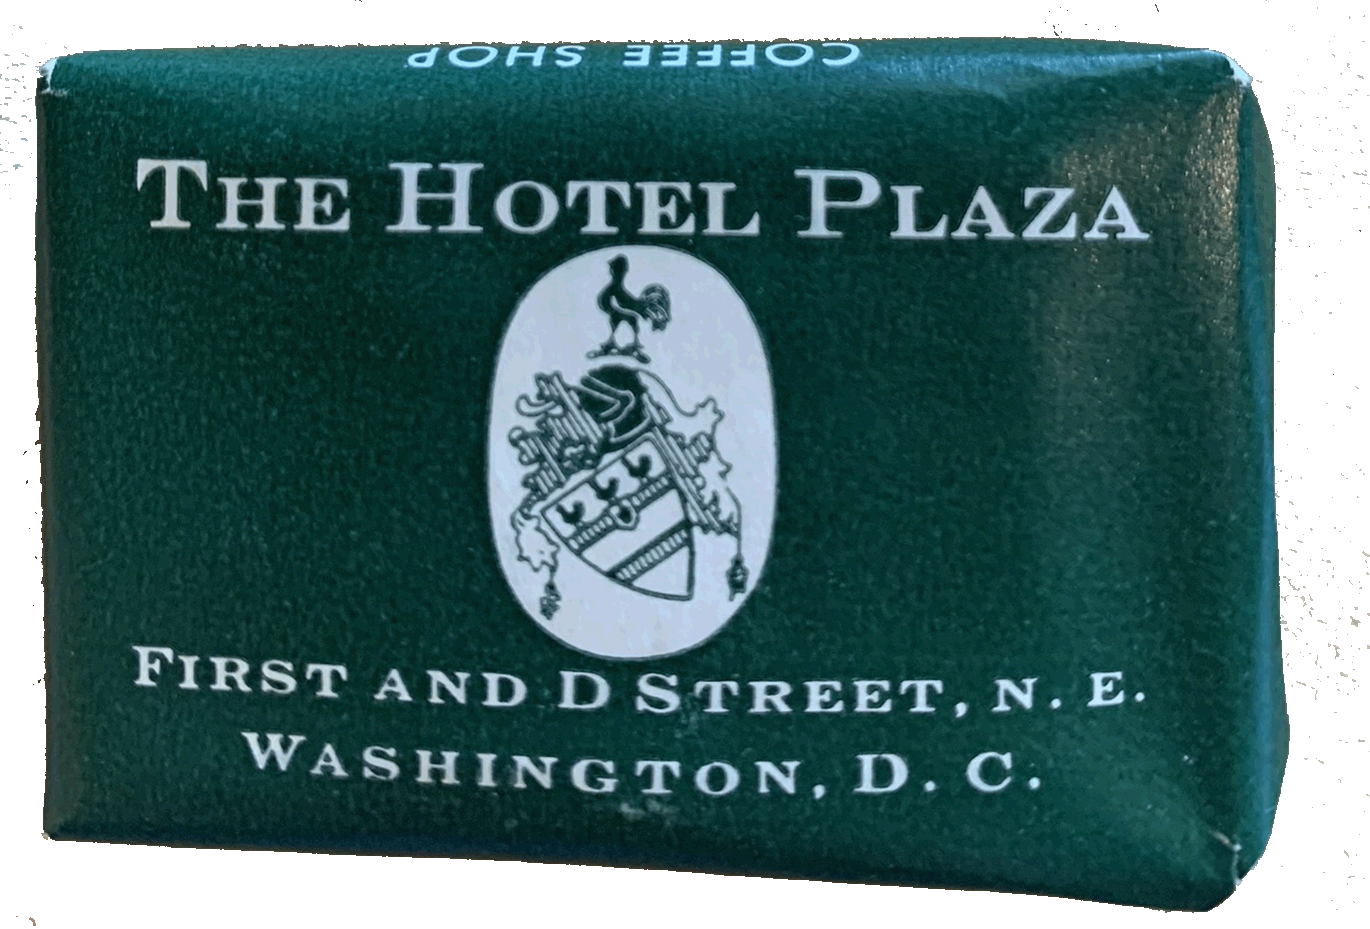 COFFEE SHOP
THE HOTEL PLAZA
FIRST AND D STREET, N. E.
WASHINGTON, D. C.